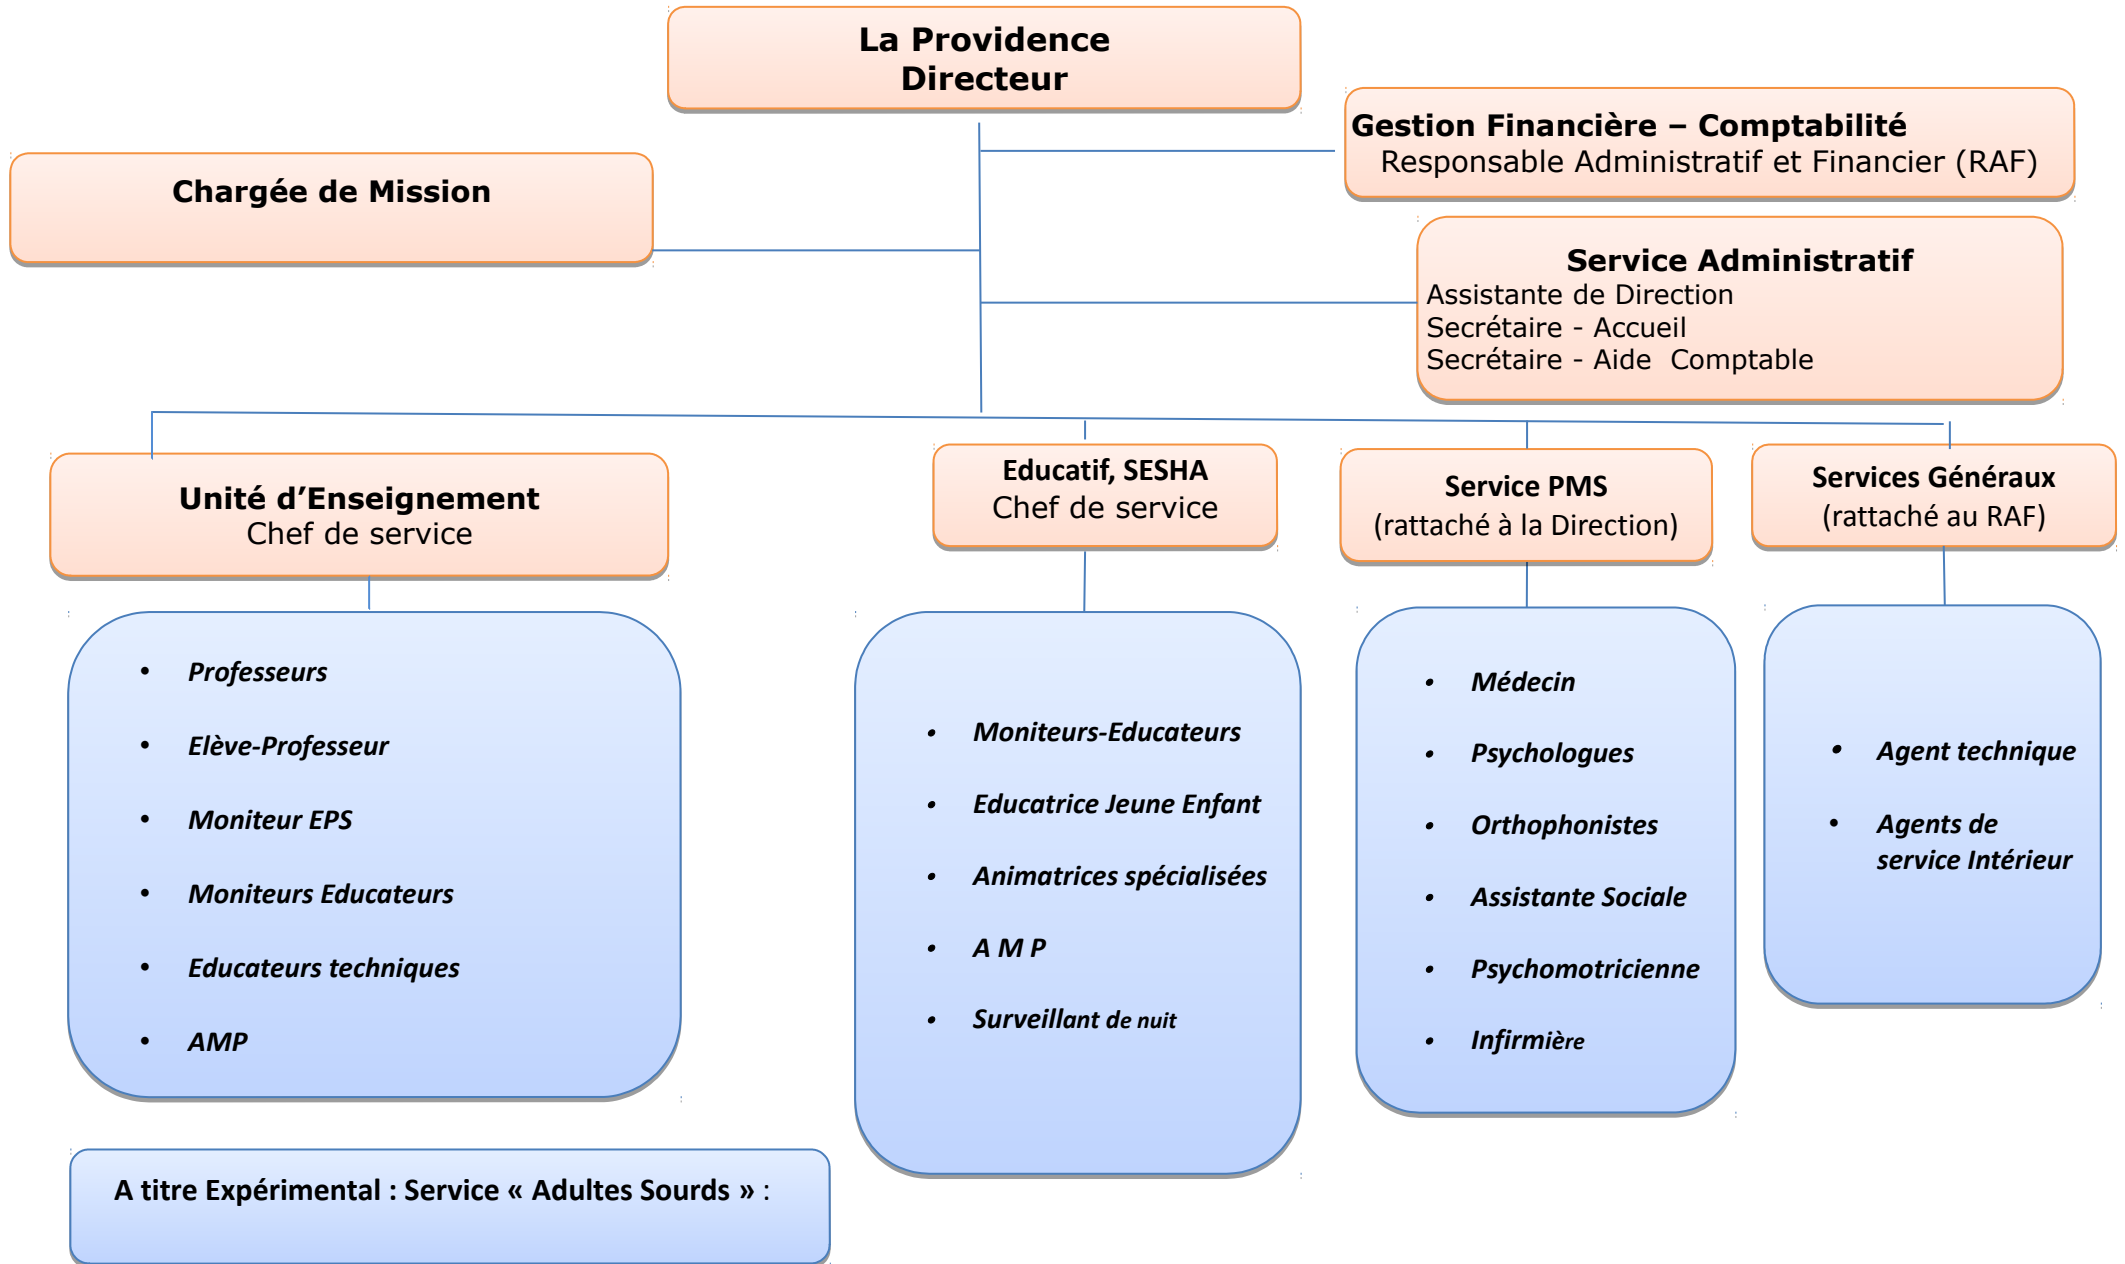 La Providence
Directeur
Gestion Financière – Comptabilité
Responsable Administratif et Financier (RAF)
Chargée de Mission
Service Administratif
Assistante de Direction
Secrétaire - Accueil
Secrétaire - Aide  Comptable
Unité d’Enseignement
Chef de service
Educatif, SESHA
Chef de service
Service PMS
(rattaché à la Direction)
Services Généraux
(rattaché au RAF)
• Professeurs
• Elève-Professeur
• Moniteur EPS
• Moniteurs Educateurs
• Educateurs techniques
• AMP
• Moniteurs-Educateurs
• Educatrice Jeune Enfant
• Animatrices spécialisées
• A M P
• Surveillant de nuit
• Médecin
• Psychologues
• Orthophonistes
• Assistante Sociale
• Psychomotricienne
• Infirmière
• Agent technique
• Agents de
service Intérieur
A titre Expérimental : Service « Adultes Sourds » :